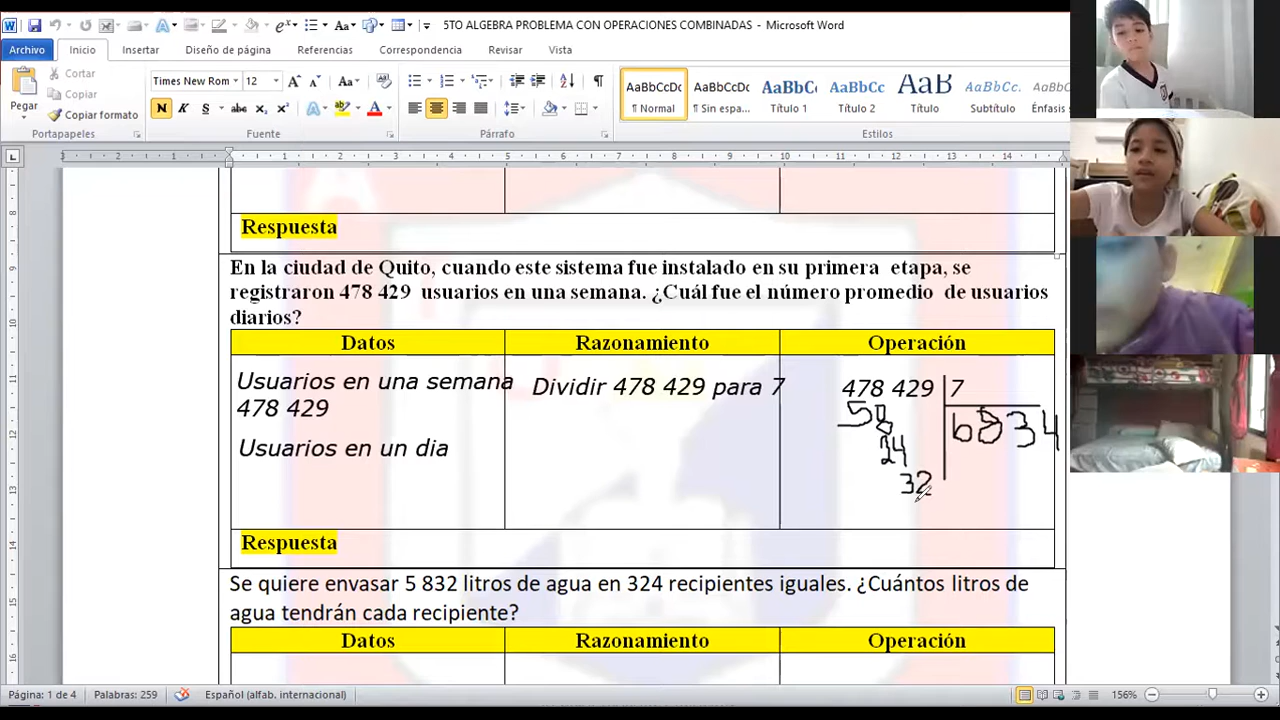 5TO ALGEBRA PROBLEMA CON OPERACIONES COMBINADAS - Microsoft Word
Archivo Inicio Insertar Diseño de página Referencias Correspondencia Revisar Vista
Pegar
Cortar
Copiar
Copiar formato
Portapapeles
Times New Rom 12
N K S abc x₂ x²
Fuente
Párrafo
AaBbCcDc AaBbCcDc AaBbC AaBbCc AaB AaBbCc. AaBbCcD
¶ Normal ¶ Sin espa... Título 1 Título 2 Título Subtítulo Énfasis s
Estilos
Respuesta
En la ciudad de Quito, cuando este sistema fue instalado en su primera etapa, se
registraron 478 429 usuarios en una semana. ¿Cuál fue el número promedio de usuarios
diarios?
Datos Razonamiento Operación
Usuarios en una semana
478 429
Usuarios en un dia
Dividir 478 429 para 7
478 429 7
58 6834
24
32
Respuesta
Se quiere envasar 5 832 litros de agua en 324 recipientes iguales. ¿Cuántos litros de
agua tendrán cada recipiente?
Datos Razonamiento Operación
Página: 1 de 4 Palabras: 259 Español (alfab. internacional) 156%